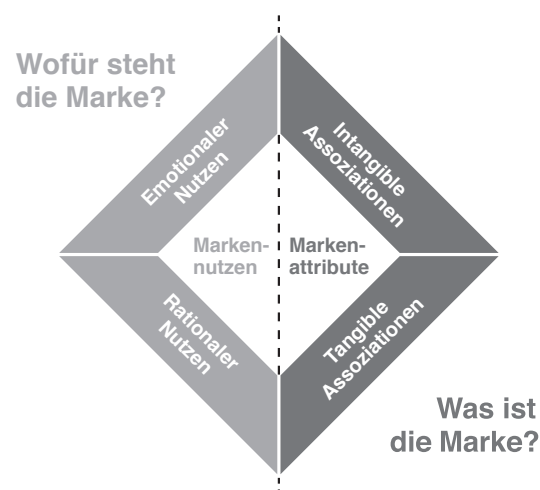 Wofür steht
die Marke?
Emotionaler
Nutzen
Intangible
Assoziationen
Marken-
nutzen
Marken-
attribute
Rationaler
Nutzen
Tangible
Assoziationen
Was ist
die Marke?